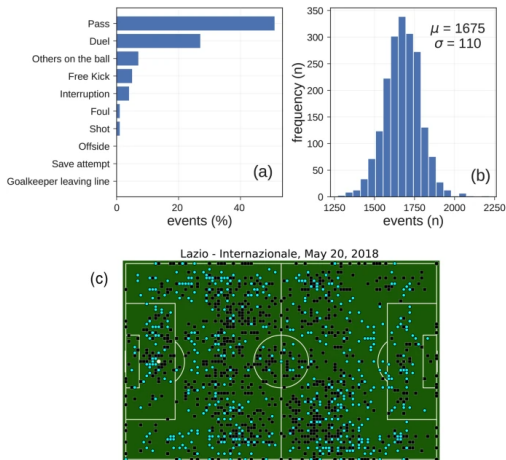 Pass
Duel
Others on the ball
Free Kick
Interruption
Foul
Shot
Offside
Save attempt
Goalkeeper leaving line
0 20 40
events (%)
(a)
350
300
250
200
150
100
50
0
frequency (n)
μ = 1675
σ = 110
(b)
1250 1500 1750 2000 2250
events (n)
Lazio - Internazionale, May 20, 2018
(c)